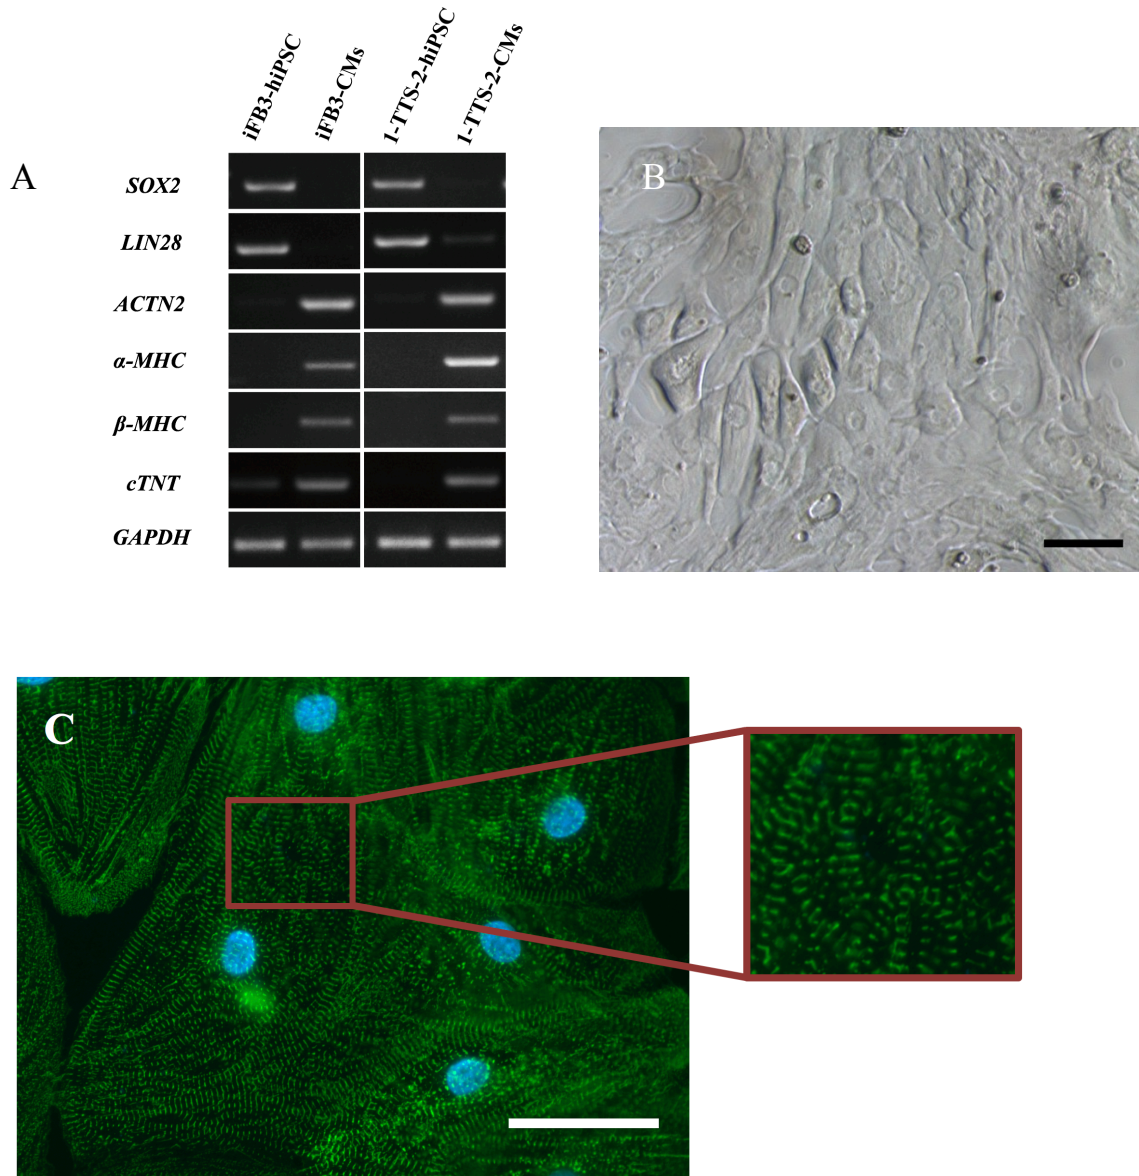 iFB3-hiPSC
iFB3-CMs
1-TTS-2-hiPSC
1-TTS-2-CMs
A
SOX2
LIN28
ACTN2
α-MHC
β-MHC
cTNT
GAPDH
B
C